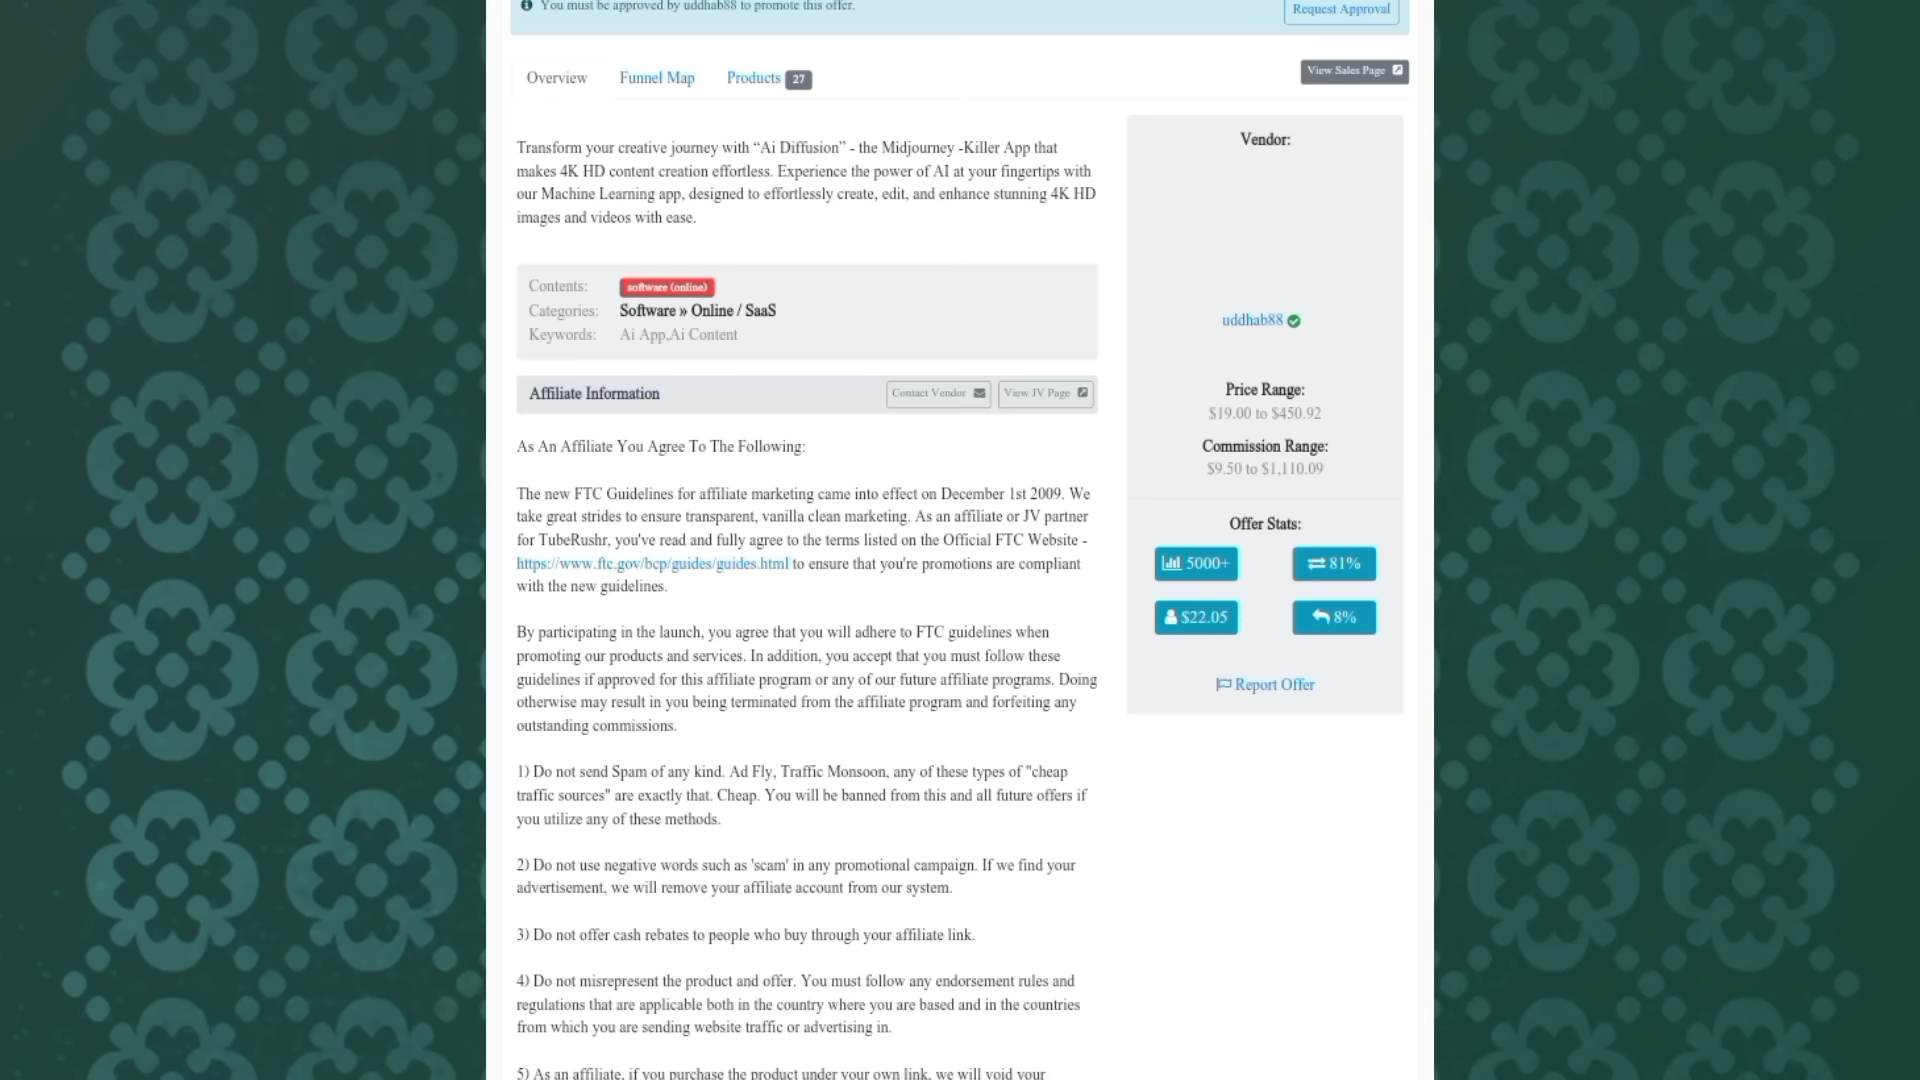 You must be approved by uddhab88 to promote this offer.
Request Approval
Overview
Funnel Map
Products 27
View Sales Page
Transform your creative journey with “Ai Diffusion” - the Midjourney -Killer App that
makes 4K HD content creation effortless. Experience the power of AI at your fingertips with
our Machine Learning app, designed to effortlessly create, edit, and enhance stunning 4K HD
images and videos with ease.
Contents: software (online)
Categories: Software » Online / SaaS
Keywords: Ai App,Ai Content
Affiliate Information
Contact Vendor
View JV Page
As An Affiliate You Agree To The Following:
The new FTC Guidelines for affiliate marketing came into effect on December 1st 2009. We
take great strides to ensure transparent, vanilla clean marketing. As an affiliate or JV partner
for TubeRushr, you've read and fully agree to the terms listed on the Official FTC Website -
https://www.ftc.gov/bcp/guides/guides.html to ensure that you're promotions are compliant
with the new guidelines.
By participating in the launch, you agree that you will adhere to FTC guidelines when
promoting our products and services. In addition, you accept that you must follow these
guidelines if approved for this affiliate program or any of our future affiliate programs. Doing
otherwise may result in you being terminated from the affiliate program and forfeiting any
outstanding commissions.
1) Do not send Spam of any kind. Ad Fly, Traffic Monsoon, any of these types of "cheap
traffic sources" are exactly that. Cheap. You will be banned from this and all future offers if
you utilize any of these methods.
2) Do not use negative words such as 'scam' in any promotional campaign. If we find your
advertisement, we will remove your affiliate account from our system.
3) Do not offer cash rebates to people who buy through your affiliate link.
4) Do not misrepresent the product and offer. You must follow any endorsement rules and
regulations that are applicable both in the country where you are based and in the countries
from which you are sending website traffic or advertising in.
5) As an affiliate, if you purchase the product under your own link, we will void your
Vendor:
uddhab88
Price Range:
$19.00 to $450.92
Commission Range:
$9.50 to $1,110.09
Offer Stats:
5000+
81%
$22.05
8%
Report Offer